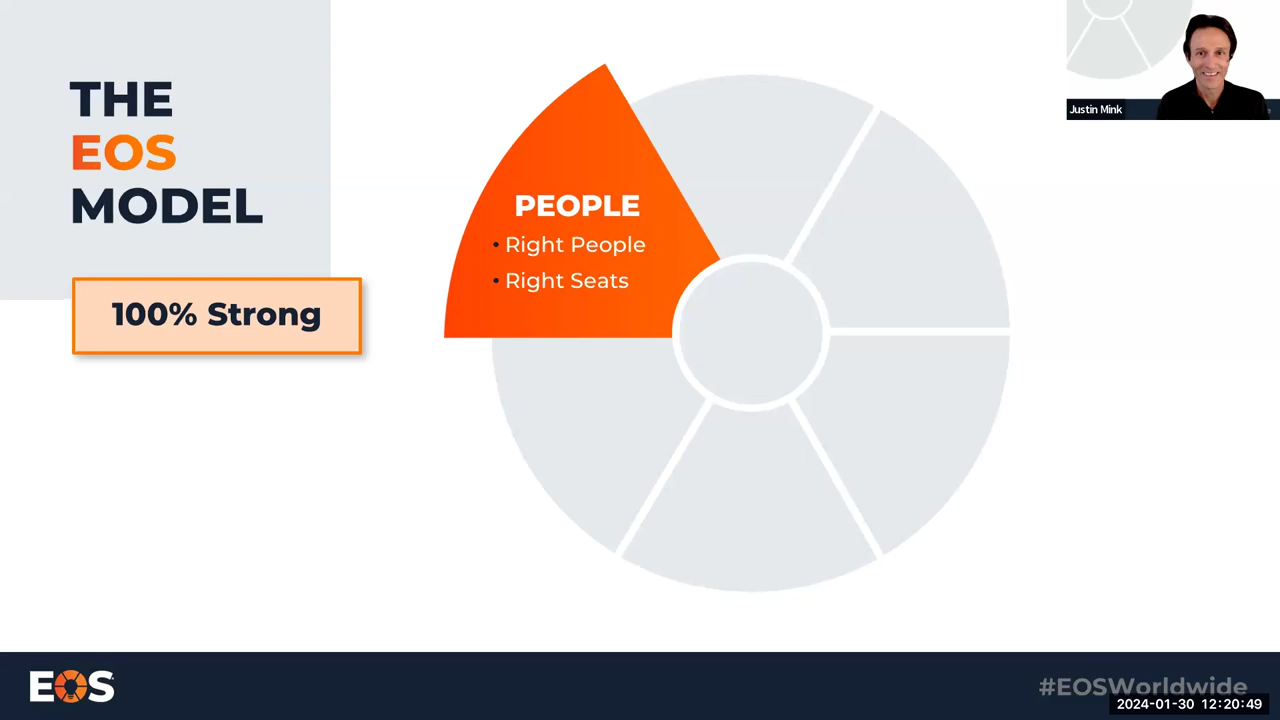 THE
EOS
MODEL
100% Strong
PEOPLE
• Right People
• Right Seats
Justin Mink
EOS
#EOSWorldwide
2024-01-30 12:20:49